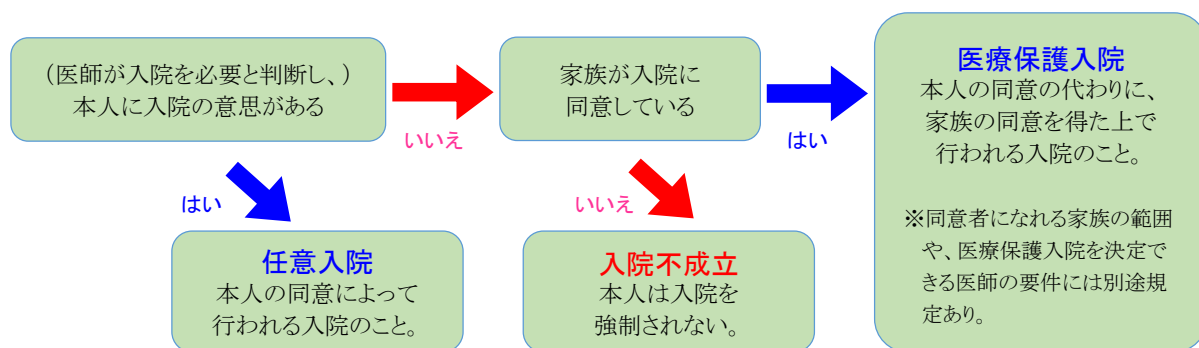 （医師が入院を必要と判断し、）
本人に入院の意思がある
いいえ
はい
家族が入院に
同意している
はい
いいえ
任意入院
本人の同意によって
行われる入院のこと。
入院不成立
本人は入院を
強制されない。
医療保護入院
本人の同意の代わりに、
家族の同意を得た上で
行われる入院のこと。
※同意者になれる家族の範囲
や、医療保護入院を決定で
きる医師の要件には別途規
定あり。